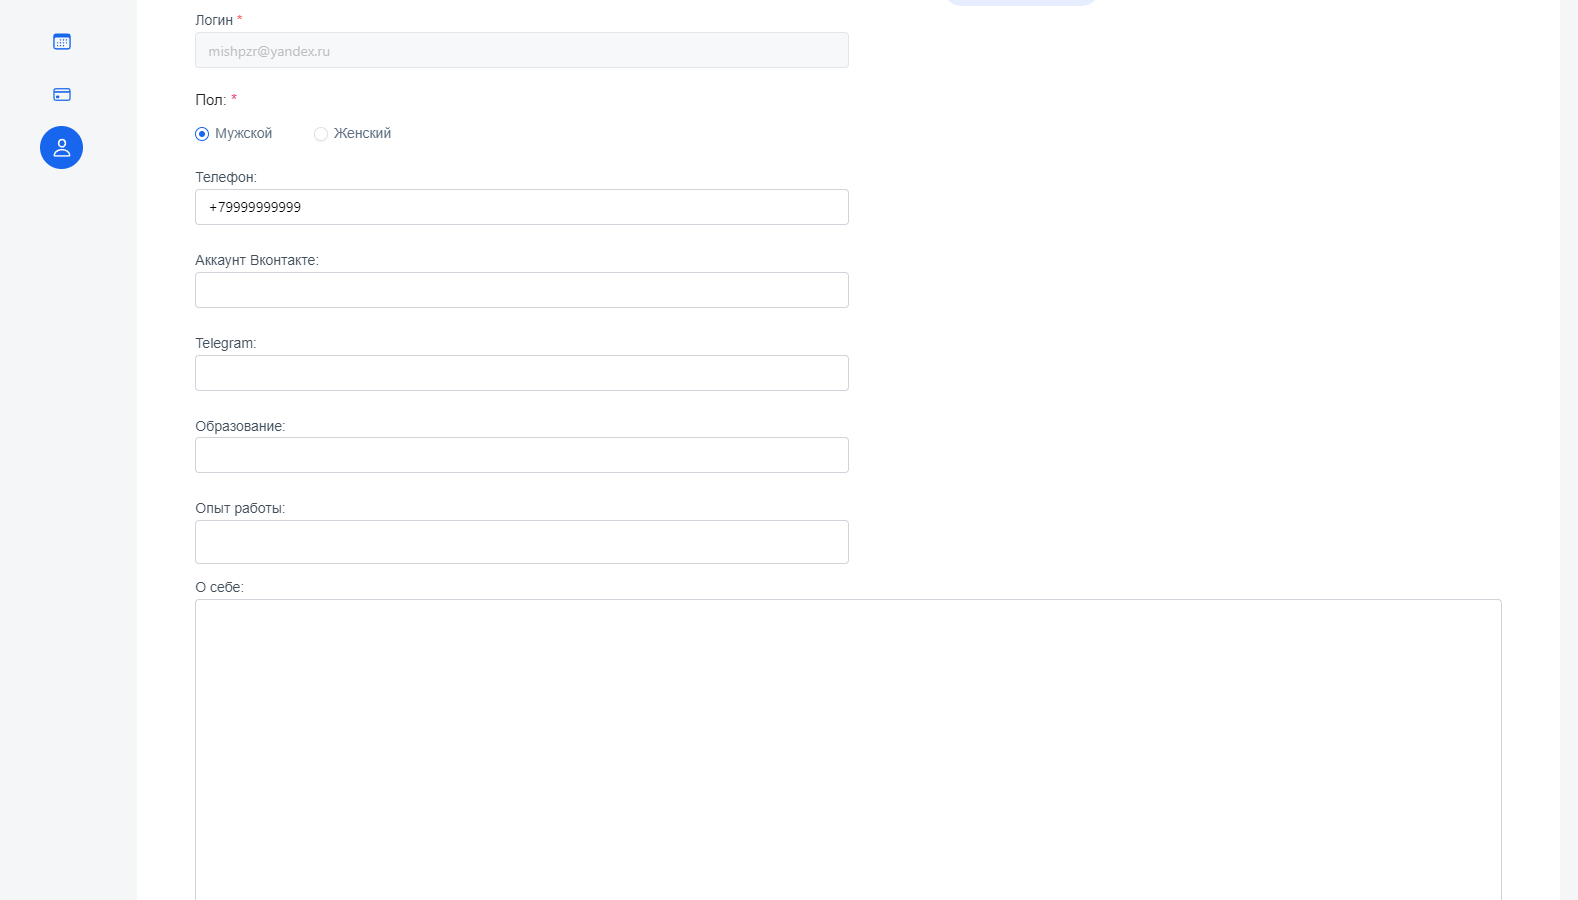 Логин *
mishpzr@yandex.ru
Пол: *
Мужской
Женский
Телефон:
+79999999999
Аккаунт Вконтакте:
Telegram:
Образование:
Опыт работы:
О себе: